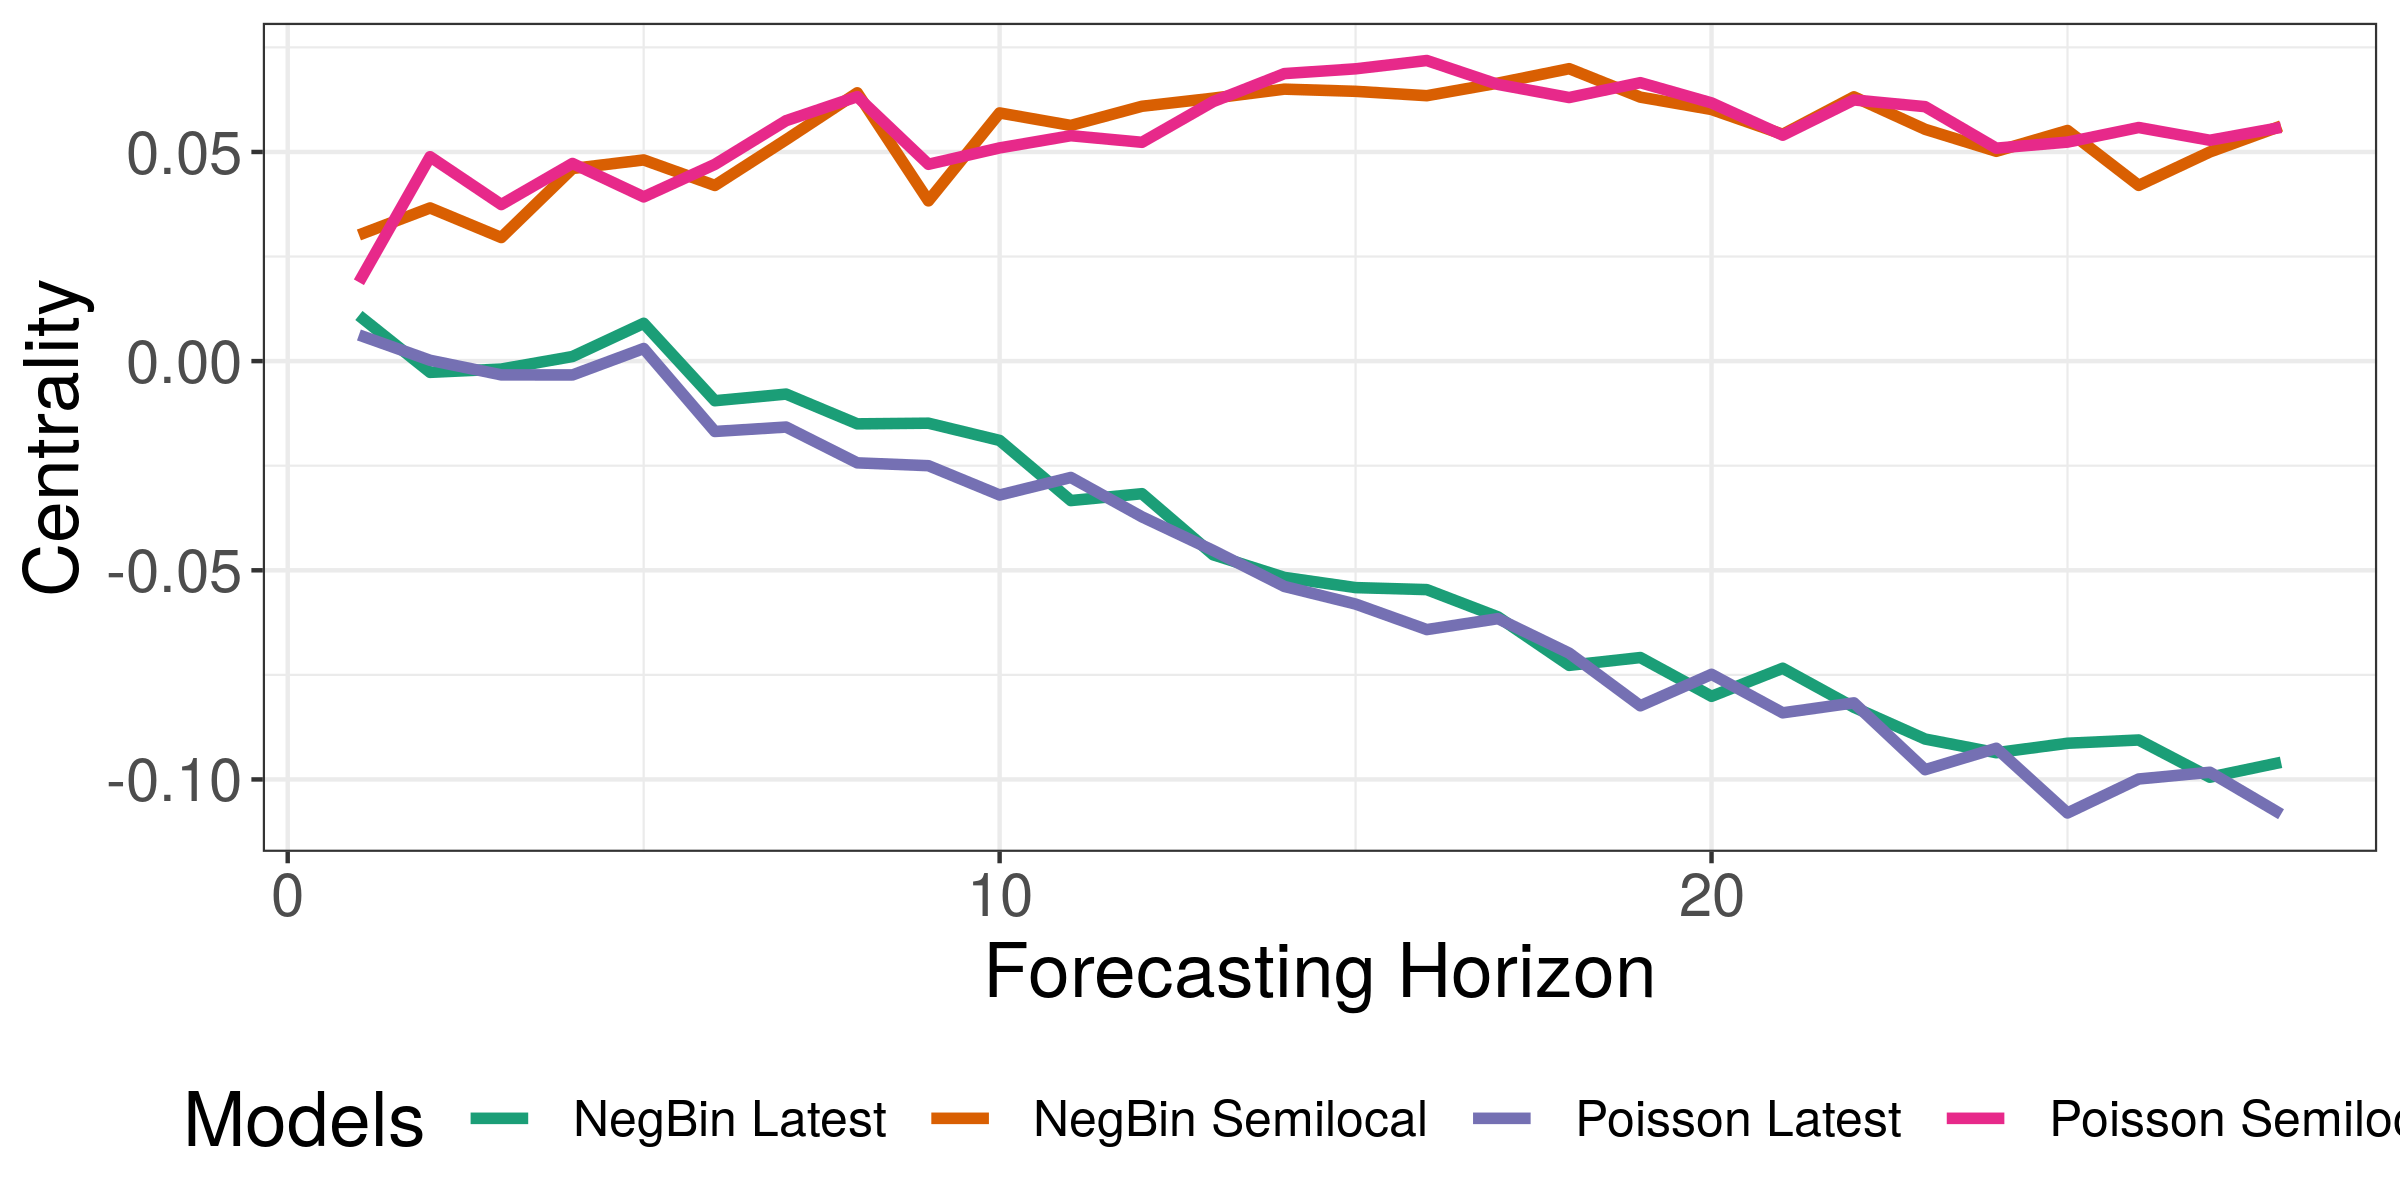 Centrality
0.05
0.00
-0.05
-0.10
0 10 20
Forecasting Horizon
Models NegBin Latest NegBin Semilocal Poisson Latest Poisson